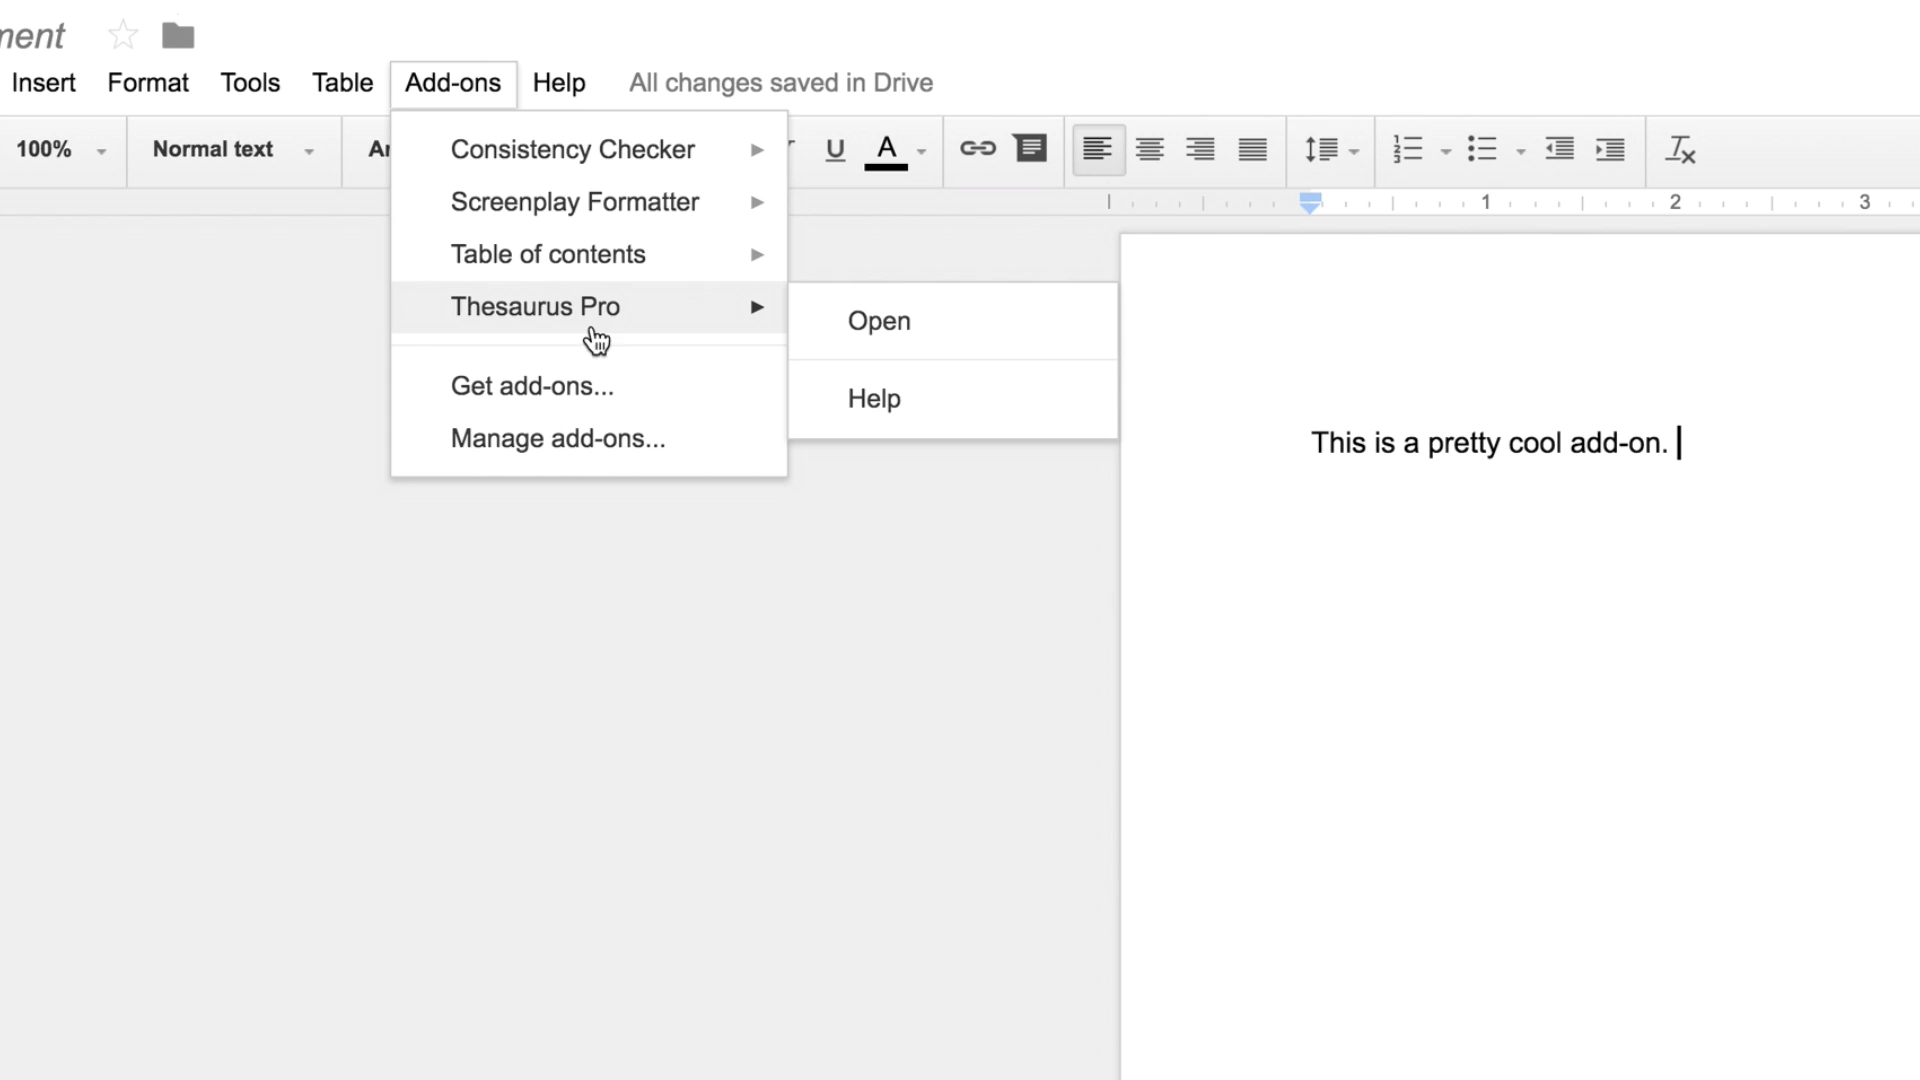 Insert Format Tools Table Add-ons Help All changes saved in Drive
100% Normal text U A
1 2 3
Consistency Checker
Screenplay Formatter
Table of contents
Thesaurus Pro
Open
Get add-ons...
Help
Manage add-ons...
This is a pretty cool add-on.